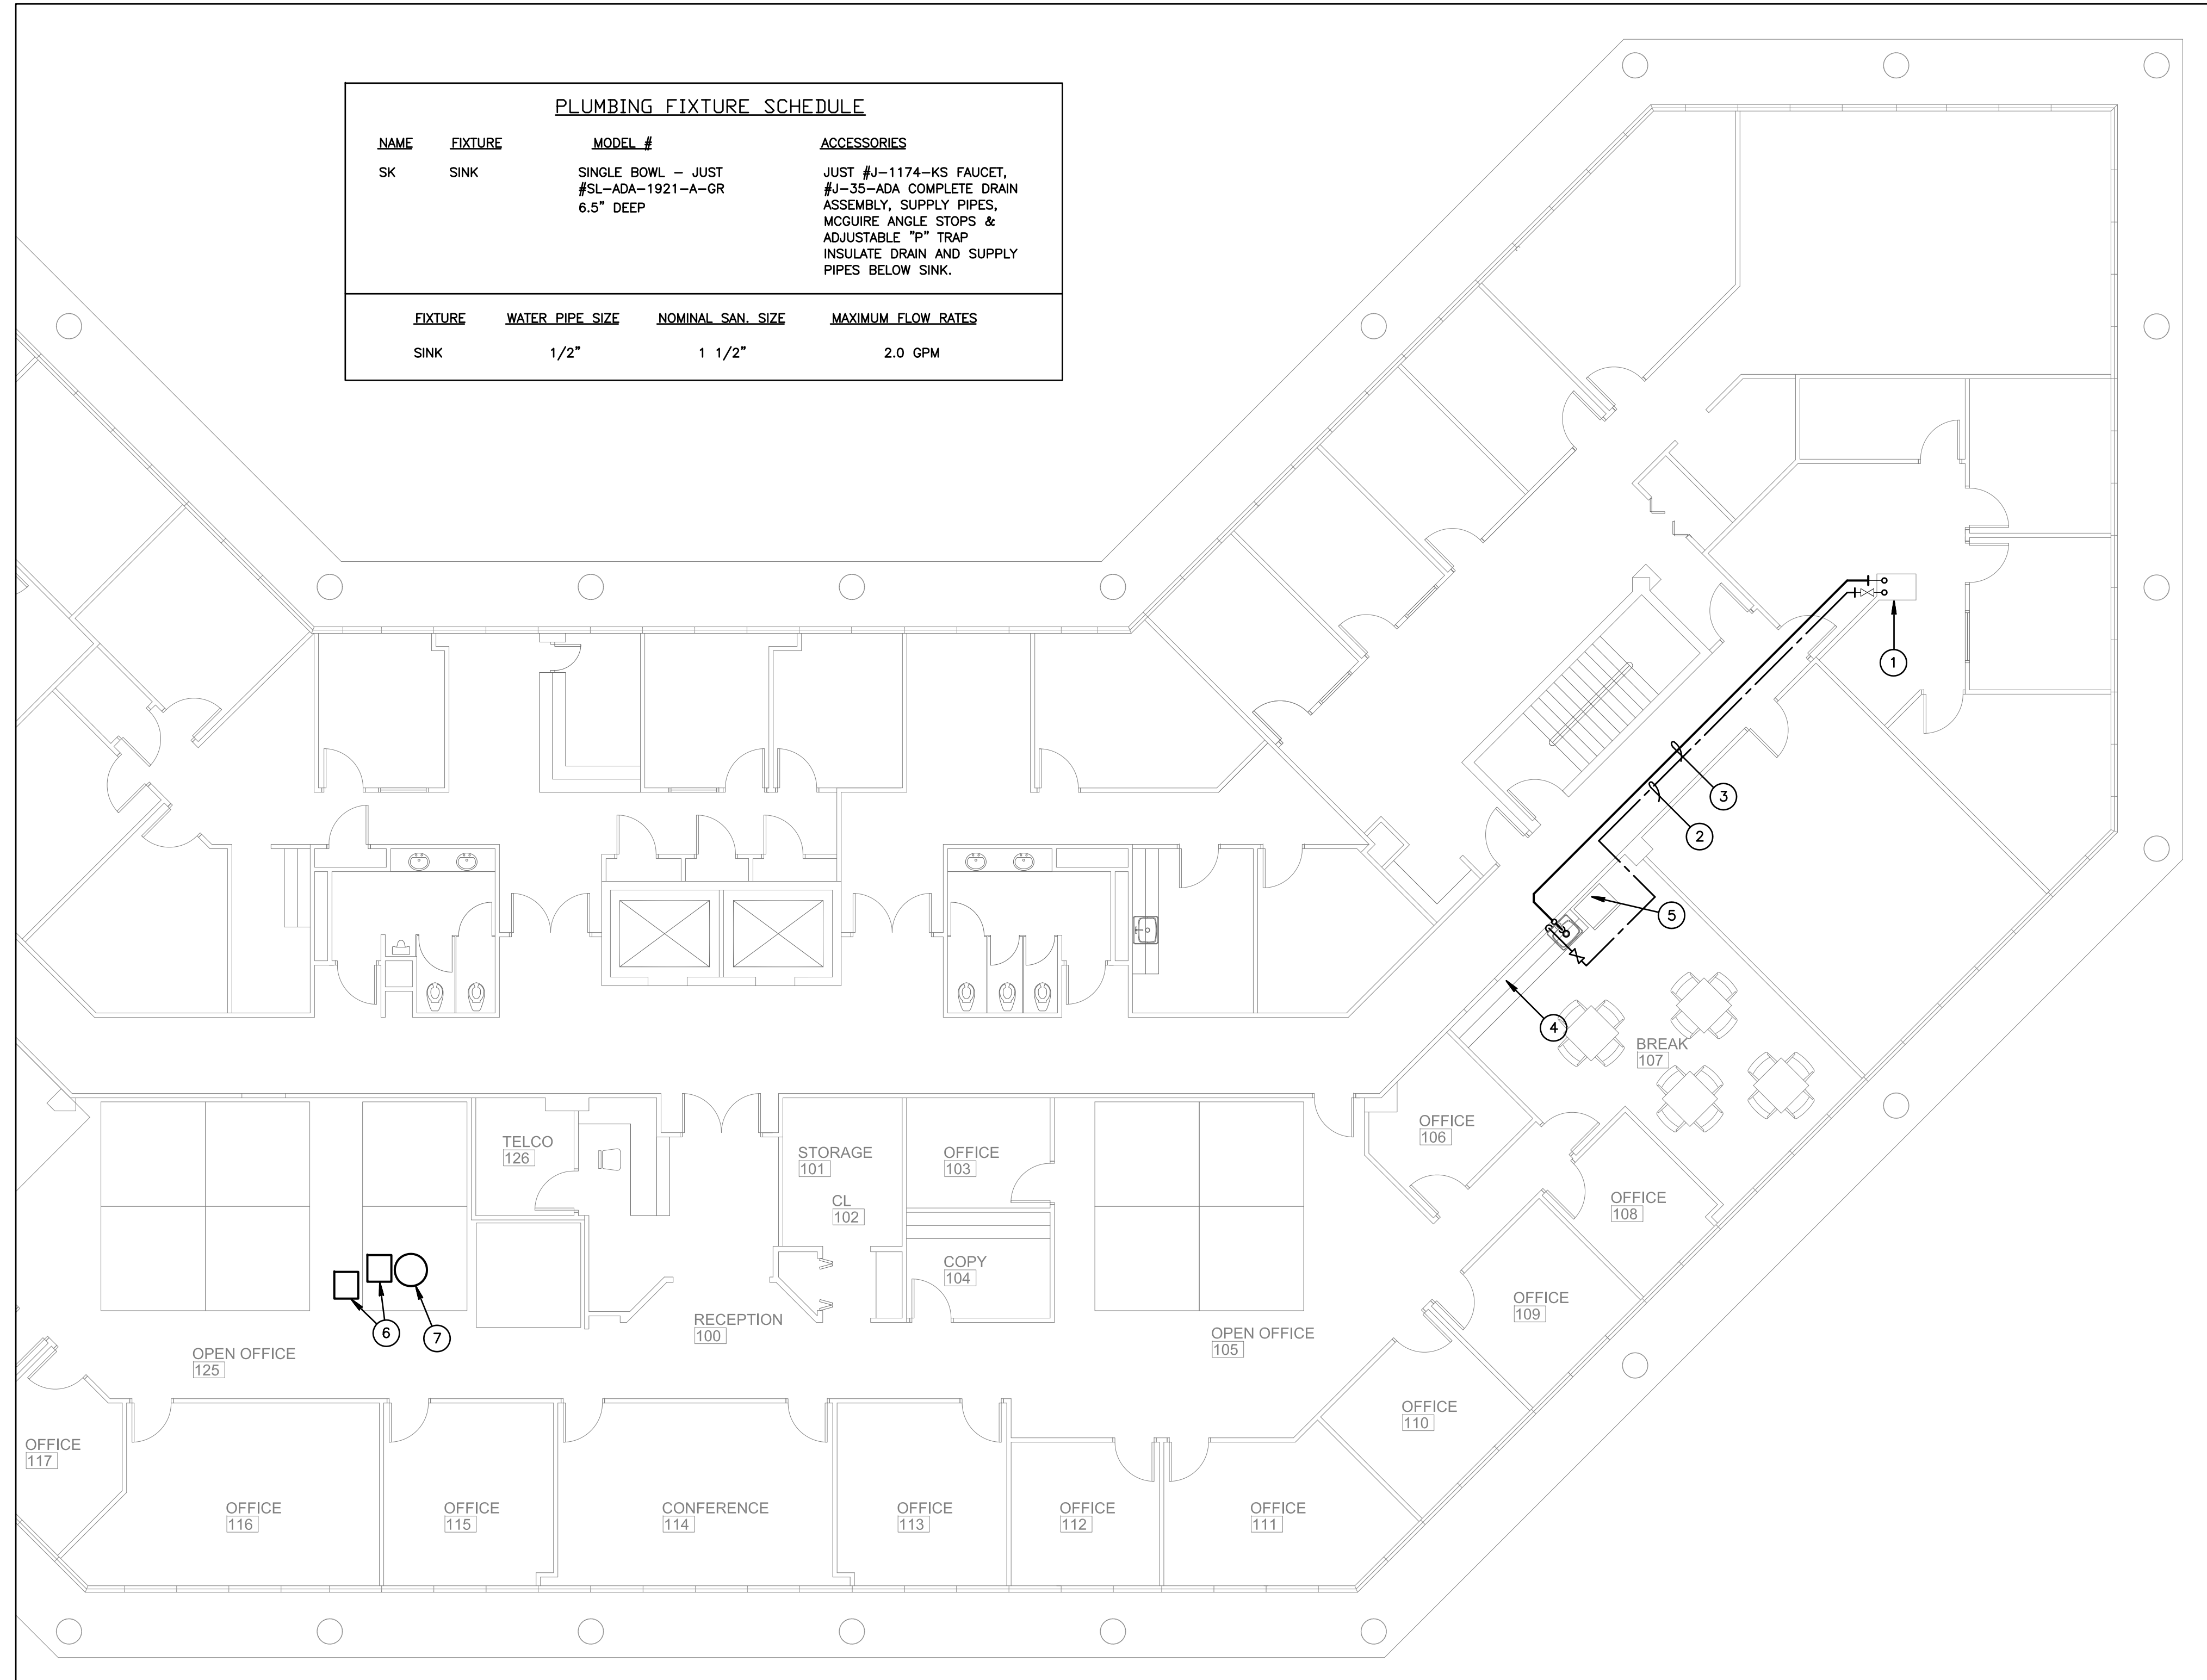 PLUMBING FIXTURE SCHEDULE
NAME FIXTURE MODEL # ACCESSORIES
SK SINK SINGLE BOWL – JUST JUST #J–1174–KS FAUCET,
#SL–ADA–1921–A–GR #J–35–ADA COMPLETE DRAIN
6.5" DEEP ASSEMBLY, SUPPLY PIPES,
MCGUIRE ANGLE STOPS &
ADJUSTABLE "P" TRAP
INSULATE DRAIN AND SUPPLY
PIPES BELOW SINK.
FIXTURE WATER PIPE SIZE NOMINAL SAN. SIZE MAXIMUM FLOW RATES
SINK 1/2" 1 1/2" 2.0 GPM
1
3
2
5
4
BREAK
107
OFFICE
106
TELCO
126
STORAGE
101
OFFICE
103
CL
102
OFFICE
108
COPY
104
OFFICE
109
RECEPTION
100
6
7
OPEN OFFICE
105
OPEN OFFICE
125
OFFICE
110
OFFICE
117
OFFICE
116
OFFICE
115
CONFERENCE
114
OFFICE
113
OFFICE
112
OFFICE
111